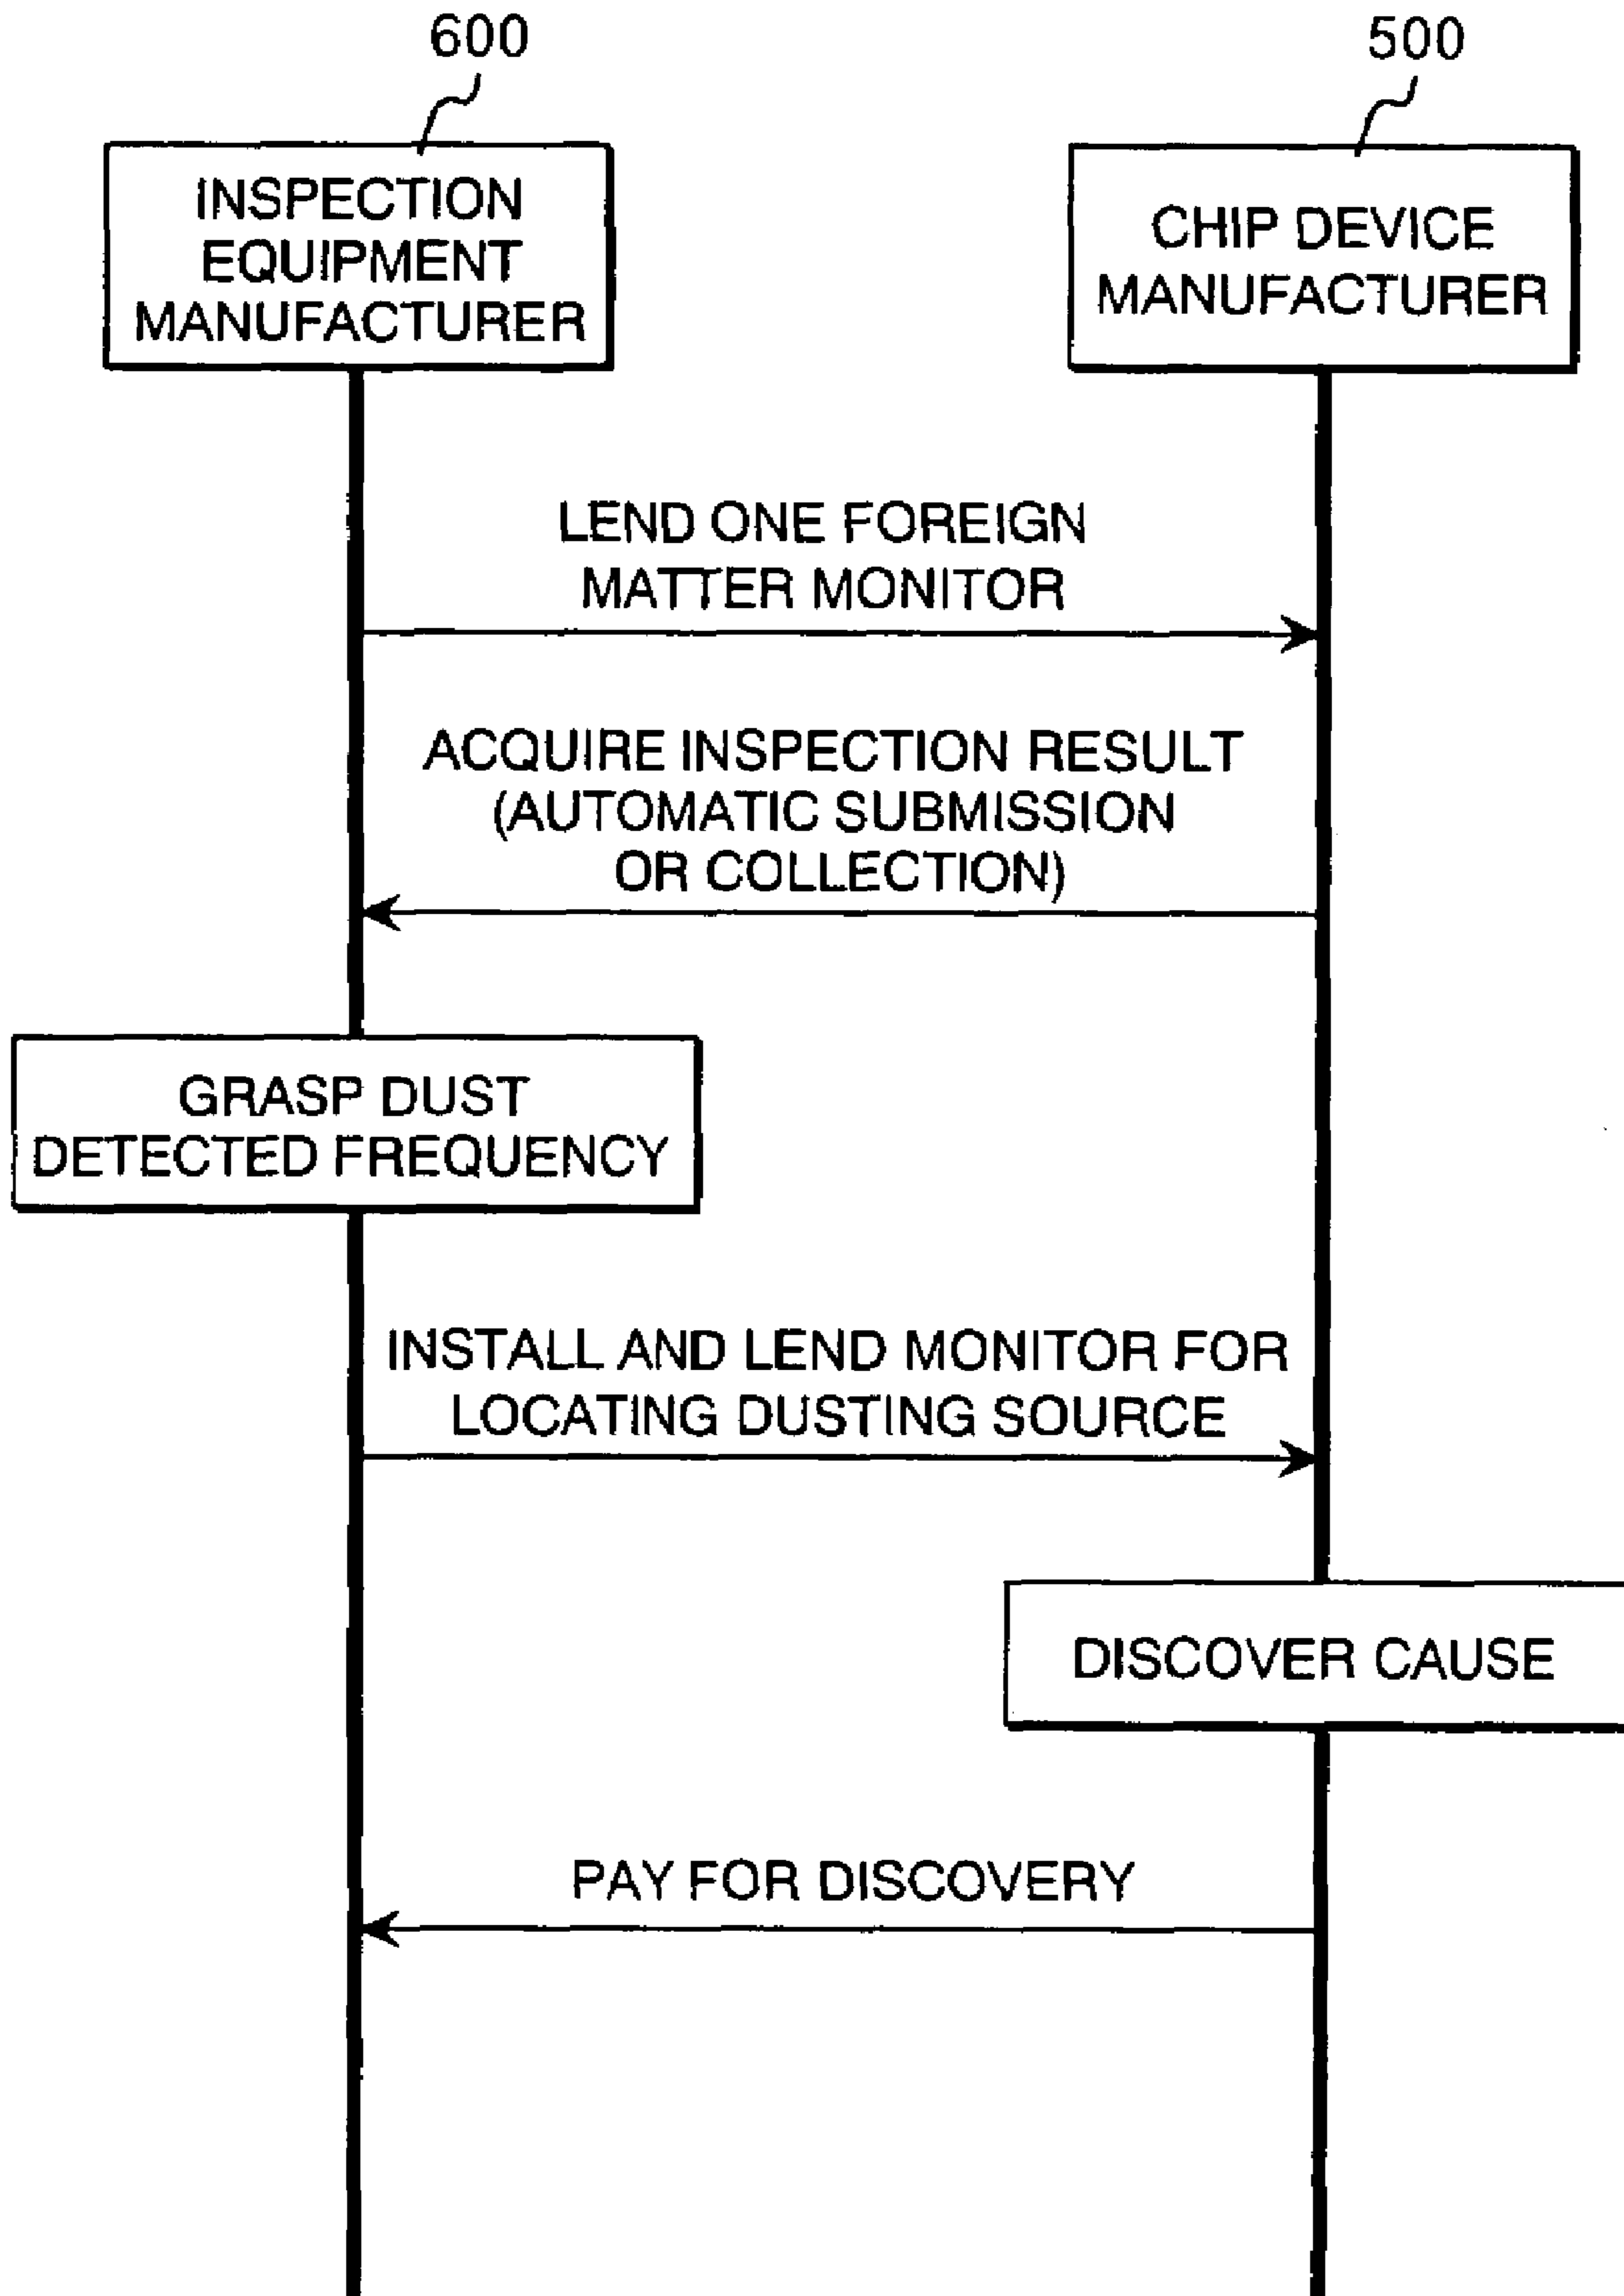 600
500
INSPECTION
EQUIPMENT
MANUFACTURER
CHIP DEVICE
MANUFACTURER
LEND ONE FOREIGN
MATTER MONITOR
ACQUIRE INSPECTION RESULT
(AUTOMATIC SUBMISSION
OR COLLECTION)
GRASP DUST
DETECTED FREQUENCY
INSTALL AND LEND MONITOR FOR
LOCATING DUSTING SOURCE
DISCOVER CAUSE
PAY FOR DISCOVERY